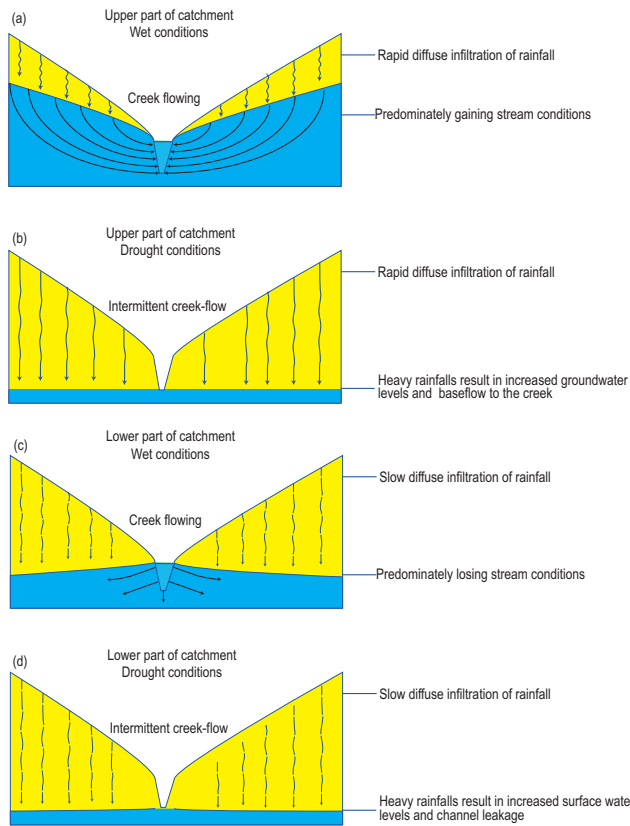 (a)
Upper part of catchment
Wet conditions
Rapid diffuse infiltration of rainfall
Creek flowing
Predominately gaining stream conditions
(b)
Upper part of catchment
Drought conditions
Rapid diffuse infiltration of rainfall
Intermittent creek-flow
Heavy rainfalls result in increased groundwater
levels and baseflow to the creek
(c)
Lower part of catchment
Wet conditions
Slow diffuse infiltration of rainfall
Creek flowing
Predominately losing stream conditions
(d)
Lower part of catchment
Drought conditions
Slow diffuse infiltration of rainfall
Intermittent creek-flow
Heavy rainfalls result in increased surface wate
levels and channel leakage